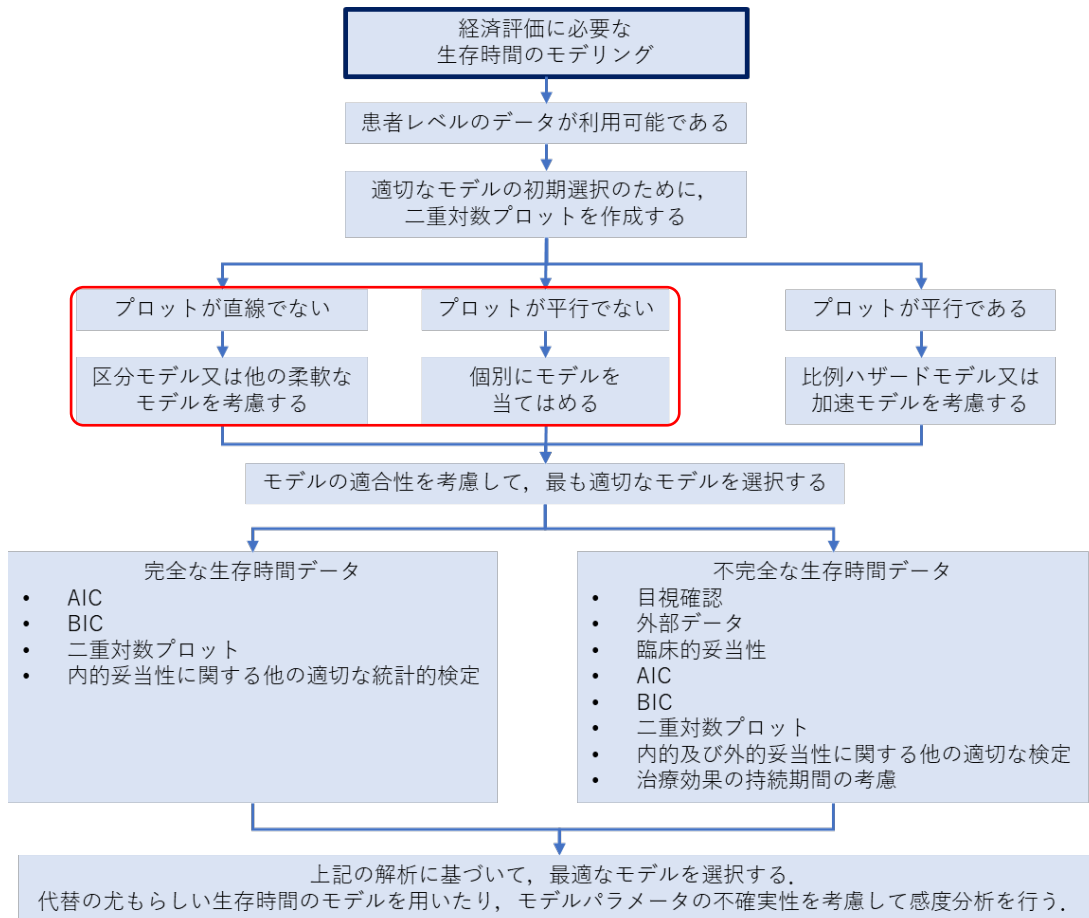 経済評価に必要な
生存時間のモデリング
患者レベルのデータが利用可能である
適切なモデルの初期選択のために，
二重対数プロットを作成する
プロットが直線でない
プロットが平行でない
プロットが平行である
区分モデル又は他の柔軟な
モデルを考慮する
個別にモデルを
当てはめる
比例ハザードモデル又は
加速モデルを考慮する
モデルの適合性を考慮して，最も適切なモデルを選択する
完全な生存時間データ
• AIC
• BIC
• 二重対数プロット
• 内的妥当性に関する他の適切な統計的検定
不完全な生存時間データ
• 目視確認
• 外部データ
• 臨床的妥当性
• AIC
• BIC
• 二重対数プロット
• 内的及び外的妥当性に関する他の適切な検定
• 治療効果の持続期間の考慮
上記の解析に基づいて，最適なモデルを選択する．
代替の尤もらしい生存時間のモデルを用いたり，モデルパラメータの不確実性を考慮して感度分析を行う．